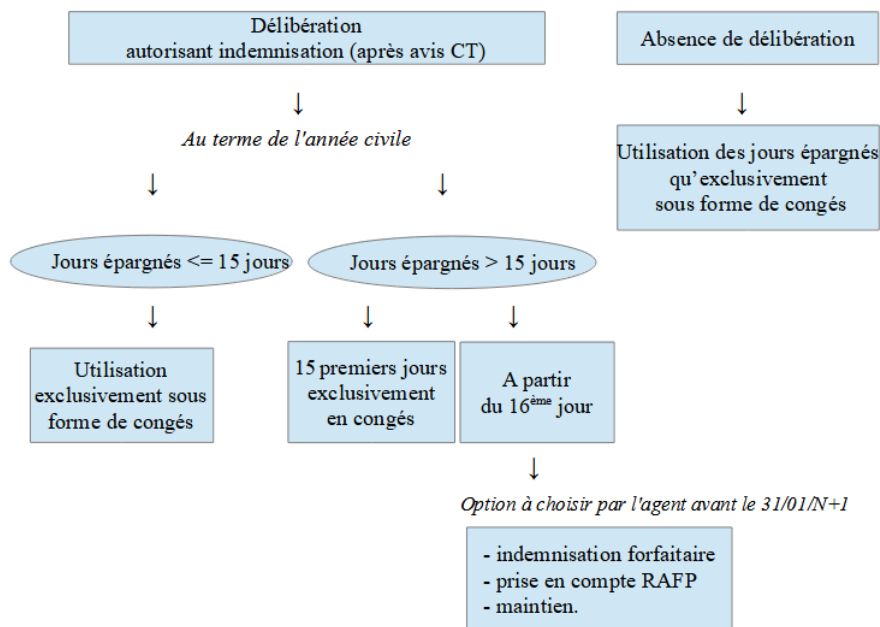 Délibération
autorisant indemnisation (après avis CT)
Absence de délibération
↓
↓
Au terme de l'année civile
Utilisation des jours épargnés
qu’exclusivement
sous forme de congés
↓
↓
Jours épargnés <= 15 jours
Jours épargnés > 15 jours
↓
↓
↓
Utilisation
exclusivement sous
forme de congés
15 premiers jours
exclusivement
en congés
A partir
du 16ème jour
↓
Option à choisir par l'agent avant le 31/01/N+1
- indemnisation forfaitaire
- prise en compte RAFP
- maintien.